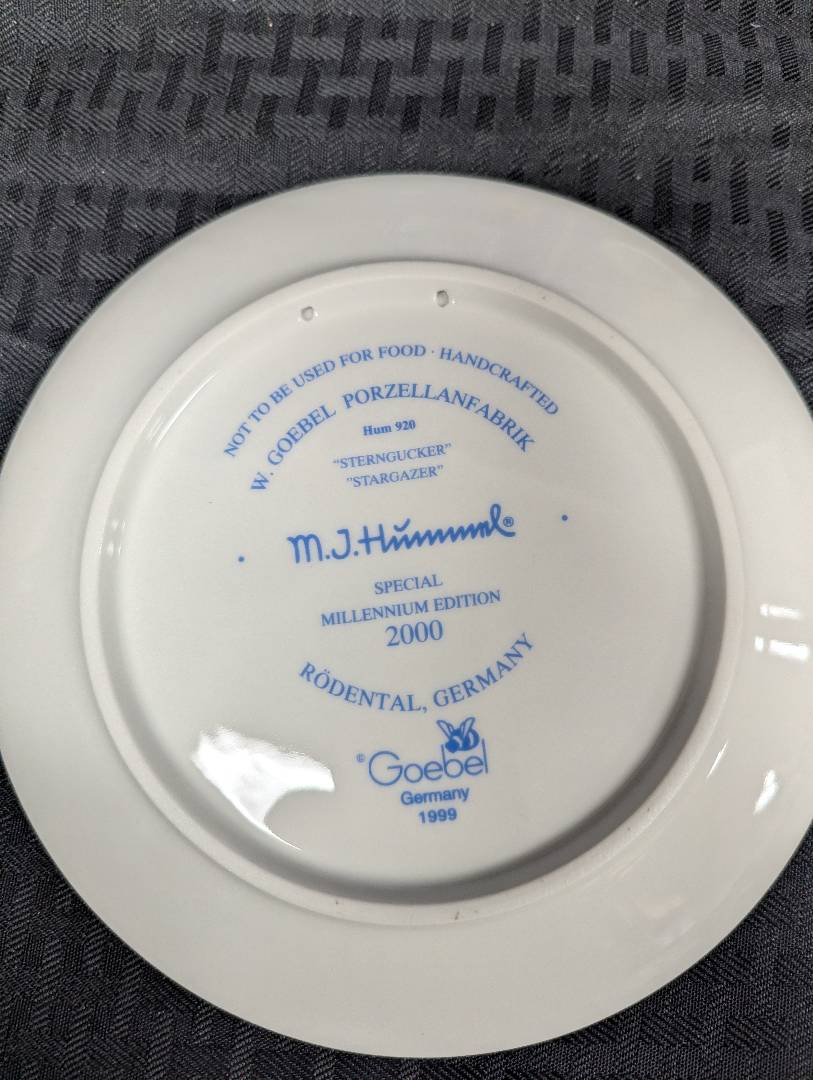 NOT TO BE USED FOR FOOD · HANDCRAFTED
W. GOEBEL PORZELLANFABRIK
Hum 920
"STERNGUCKER"
"STARGAZER"
M.J.Hummel®
SPECIAL
MILLENNIUM EDITION
2000
RÖDENTAL, GERMANY
© Goebel
Germany
1999